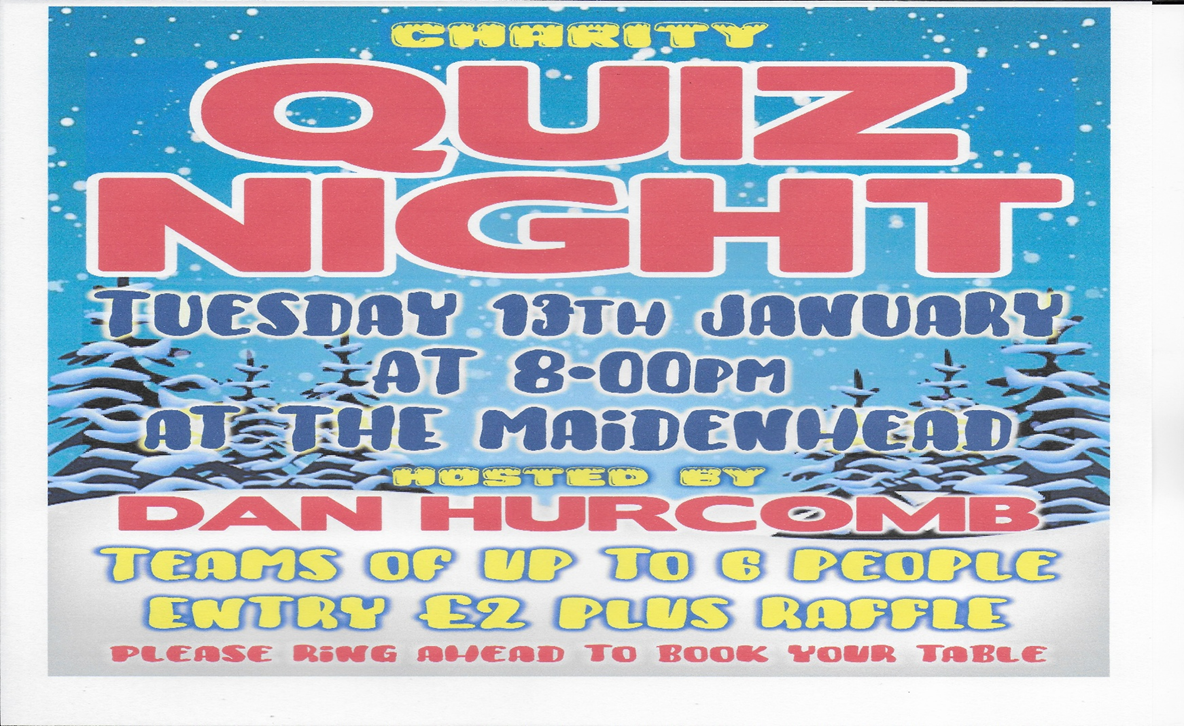 CHARITY
QUIZ
NIGHT
TUESDAY 13TH JANUARY
AT 8-00PM
AT THE MAiDENHEAD
HOSTED BY
DAN HURCOMB
TEAMS OF UP TO 6 PEOPLE
ENTRY £2 PLUS RAFFLE
PLEASE RiNG AHEAD TO BOOK YOUR TABLE